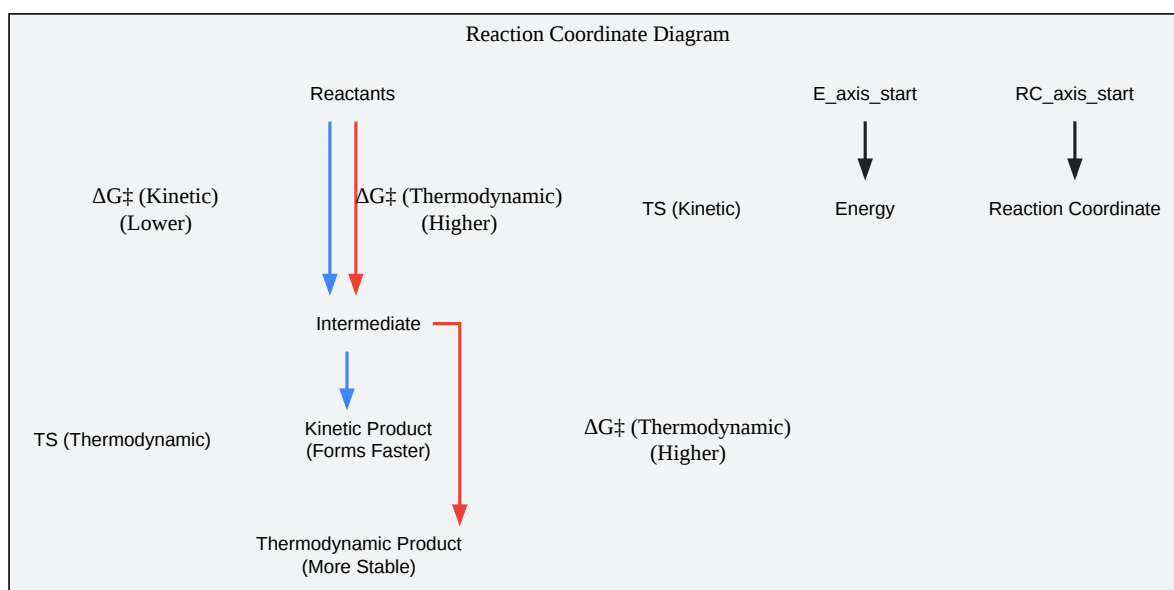 Reaction Coordinate Diagram
Reactants
E_axis_start
RC_axis_start
ΔG‡ (Kinetic)
(Lower)
ΔG‡ (Thermodynamic)
(Higher)
TS (Kinetic)
Energy
Reaction Coordinate
Intermediate
TS (Thermodynamic)
Kinetic Product
(Forms Faster)
ΔG‡ (Thermodynamic)
(Higher)
Thermodynamic Product
(More Stable)